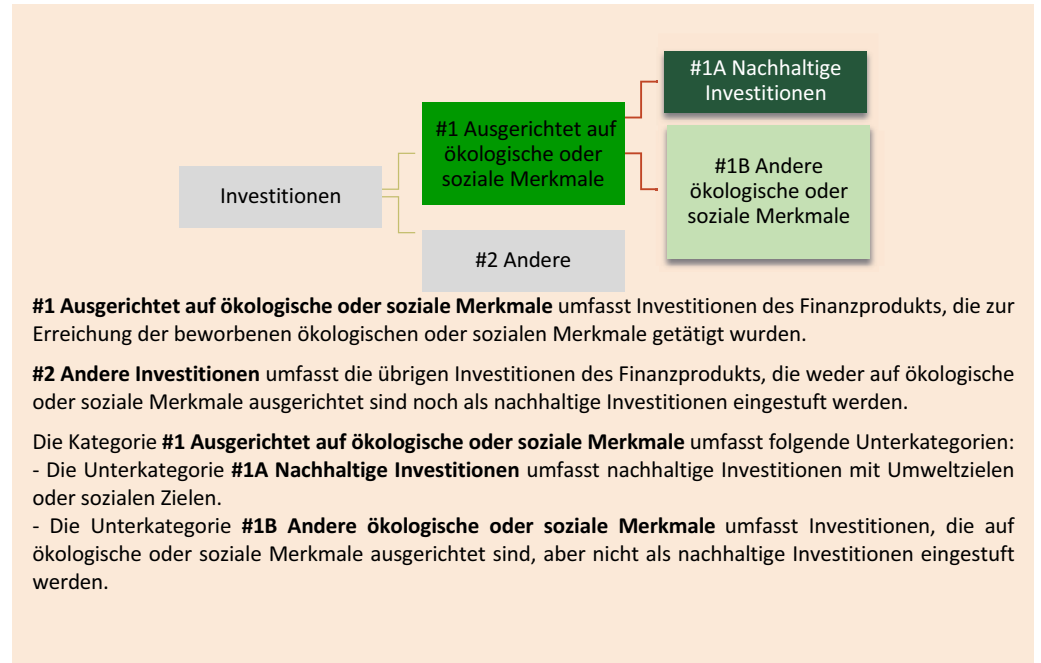 #1A Nachhaltige
Investitionen
#1 Ausgerichtet auf
ökologische oder
soziale Merkmale
#1B Andere
ökologische oder
soziale Merkmale
Investitionen
#2 Andere
#1 Ausgerichtet auf ökologische oder soziale Merkmale umfasst Investitionen des Finanzprodukts, die zur
Erreichung der beworbenen ökologischen oder sozialen Merkmale getätigt wurden.
#2 Andere Investitionen umfasst die übrigen Investitionen des Finanzprodukts, die weder auf ökologische
oder soziale Merkmale ausgerichtet sind noch als nachhaltige Investitionen eingestuft werden.
Die Kategorie #1 Ausgerichtet auf ökologische oder soziale Merkmale umfasst folgende Unterkategorien:
- Die Unterkategorie #1A Nachhaltige Investitionen umfasst nachhaltige Investitionen mit Umweltzielen
oder sozialen Zielen.
- Die Unterkategorie #1B Andere ökologische oder soziale Merkmale umfasst Investitionen, die auf
ökologische oder soziale Merkmale ausgerichtet sind, aber nicht als nachhaltige Investitionen eingestuft
werden.